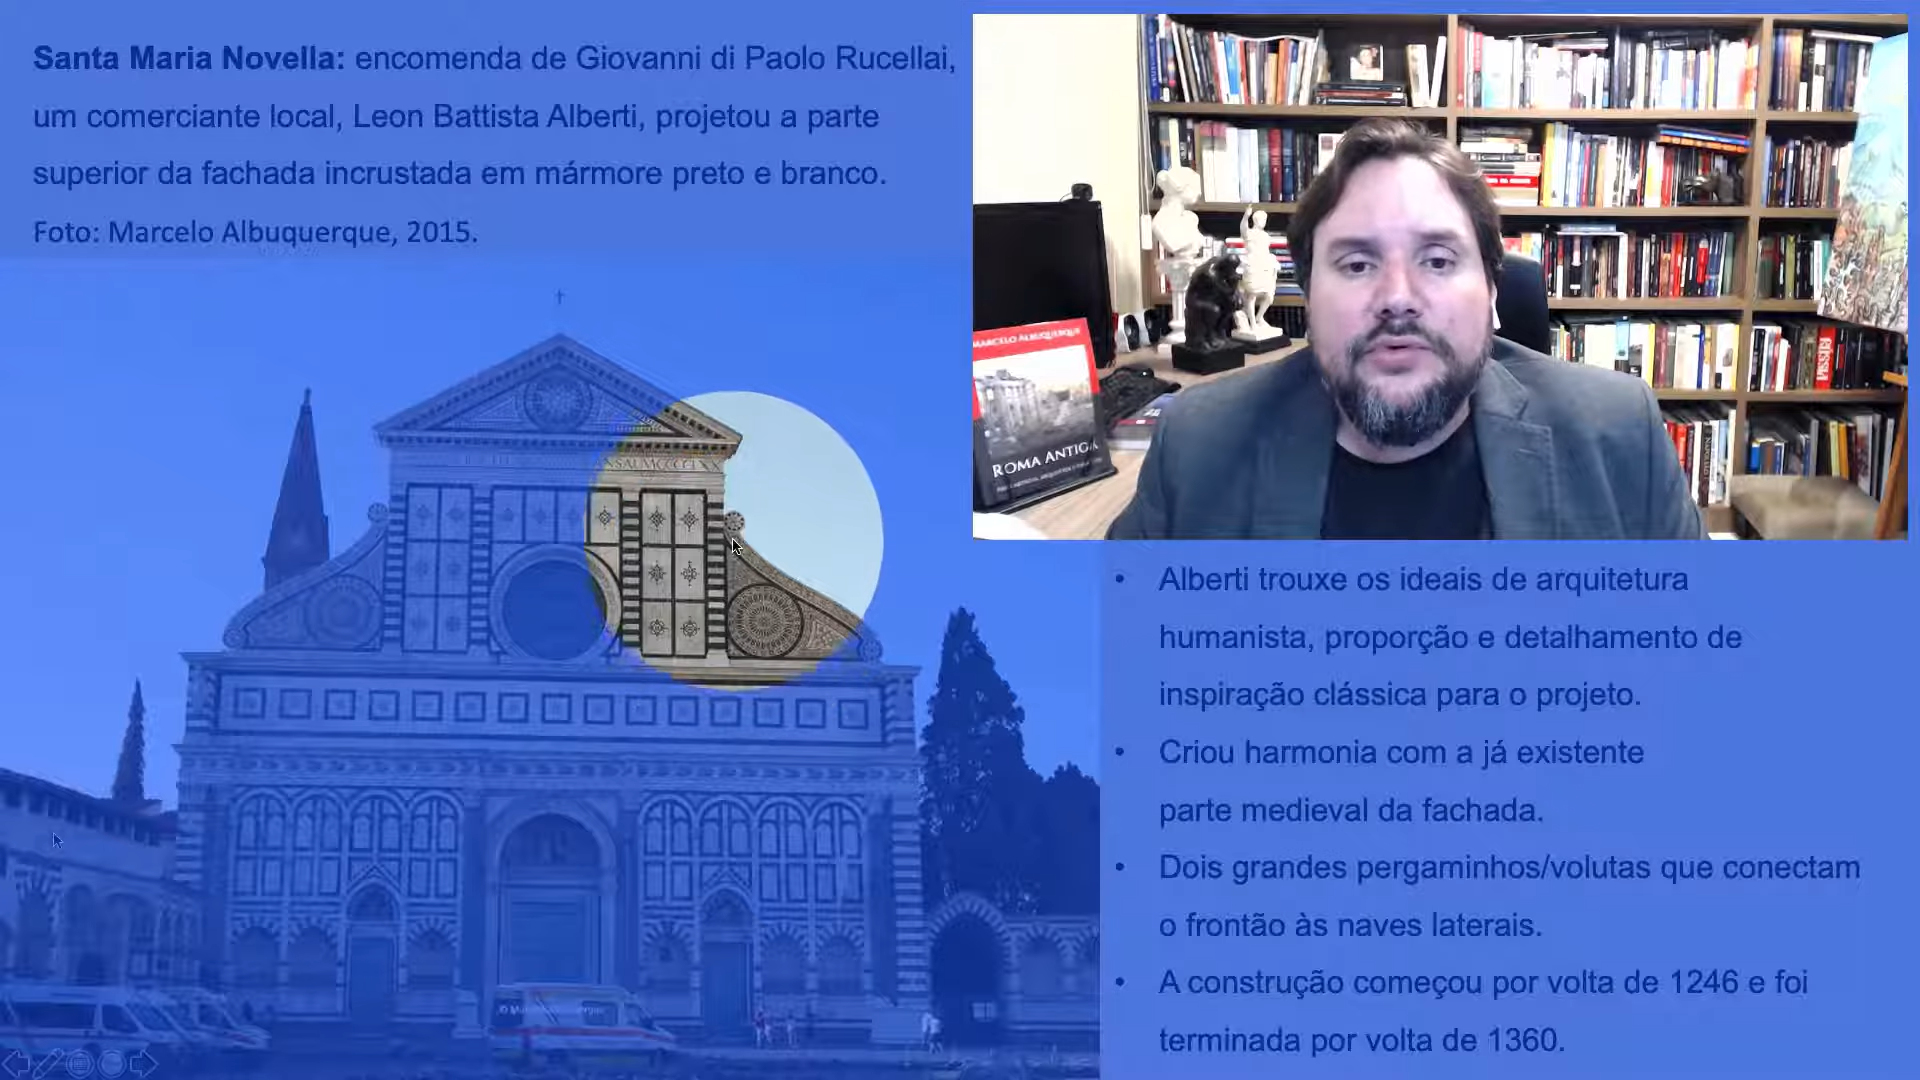 Santa Maria Novella: encomenda de Giovanni di Paolo Rucellai,
um comerciante local, Leon Battista Alberti, projetou a parte
superior da fachada incrustada em mármore preto e branco.
Foto: Marcelo Albuquerque, 2015.
MARCELO ALBUQUERQUE
ROMA ANTIGA
• Alberti trouxe os ideais de arquitetura
humanista, proporção e detalhamento de
inspiração clássica para o projeto.
• Criou harmonia com a já existente
parte medieval da fachada.
• Dois grandes pergaminhos/volutas que conectam
o frontão às naves laterais.
• A construção começou por volta de 1246 e foi
terminada por volta de 1360.